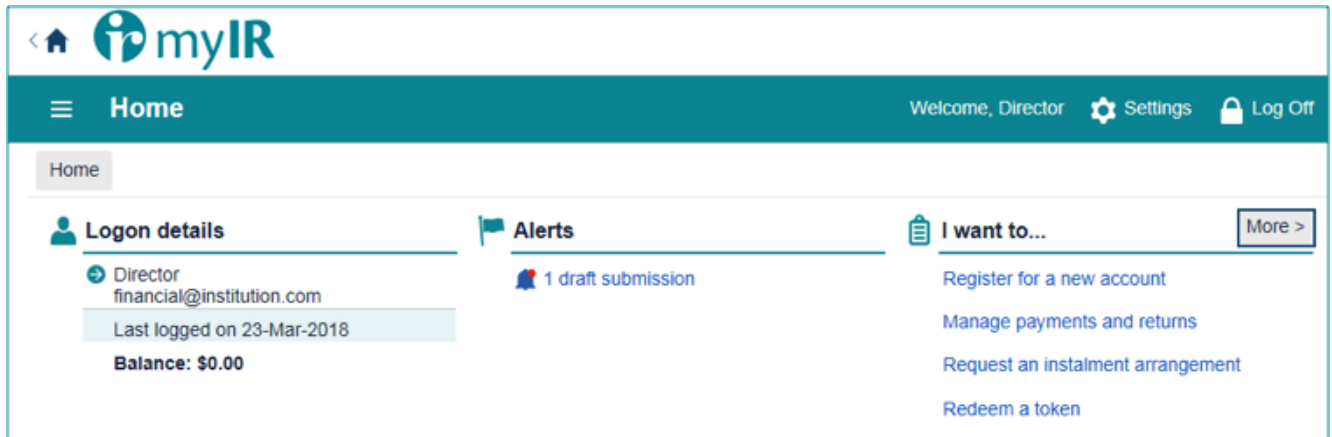 myIR
Home
Welcome, Director
Settings
Log Off
Home
Logon details
Director
financial@institution.com
Last logged on 23-Mar-2018
Balance: $0.00
Alerts
1 draft submission
I want to...
More >
Register for a new account
Manage payments and returns
Request an instalment arrangement
Redeem a token